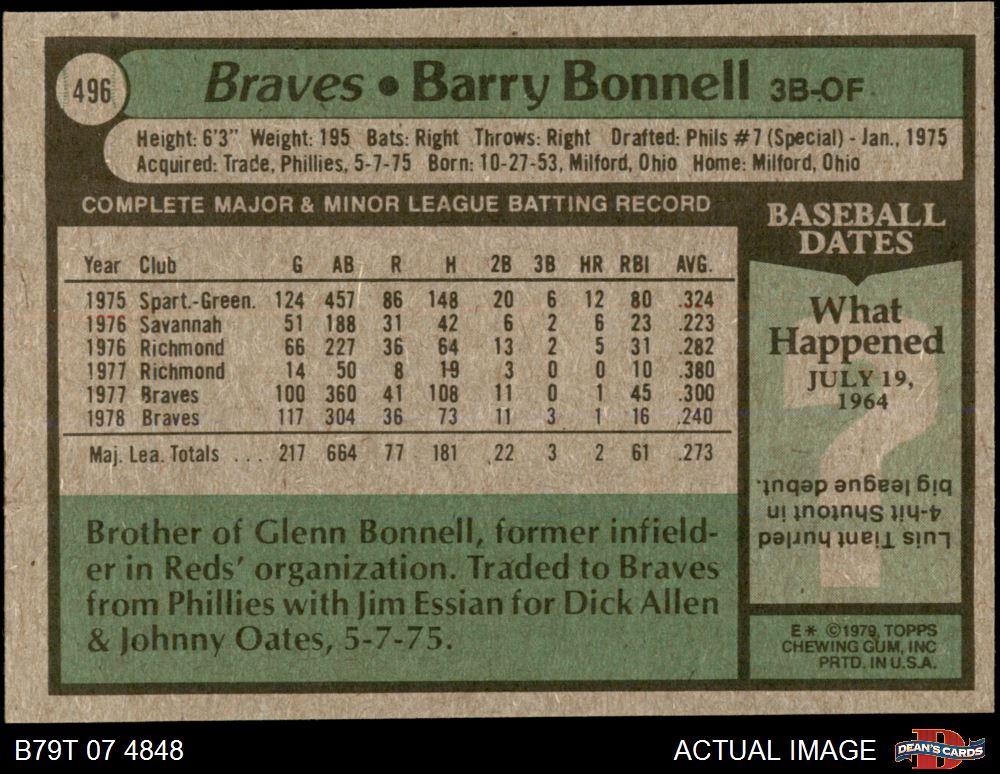 496 Braves • Barry Bonnell 3B-OF
Height: 6'3" Weight: 195 Bats: Right Throws: Right Drafted: Phils #7 (Special) - Jan., 1975
Acquired: Trade, Phillies, 5-7-75 Born: 10-27-53, Milford, Ohio Home: Milford, Ohio
COMPLETE MAJOR & MINOR LEAGUE BATTING RECORD
Year Club G AB R H 2B 3B HR RBI AVG.
1975 Spart.-Green. 124 457 86 148 20 6 12 80 .324
1976 Savannah 51 188 31 42 6 2 6 23 .223
1976 Richmond 66 227 36 64 13 2 5 31 .282
1977 Richmond 14 50 8 19 3 0 0 10 .380
1977 Braves 100 360 41 108 11 0 1 45 .300
1978 Braves 117 304 36 73 11 3 1 16 .240
Maj. Lea. Totals ... 217 664 77 181 22 3 2 61 .273
Brother of Glenn Bonnell, former infield-
er in Reds' organization. Traded to Braves
from Phillies with Jim Essian for Dick Allen
& Johnny Oates, 5-7-75.
BASEBALL
DATES
What
Happened
JULY 19,
1964
?
Luis Tiant hurled
4-hit Shutout in
big league debut.
E* ©1979, TOPPS
CHEWING GUM, INC
PRTD. IN U.S.A.
B79T 07 4848
ACTUAL IMAGE
D
DEAN'S CARDS